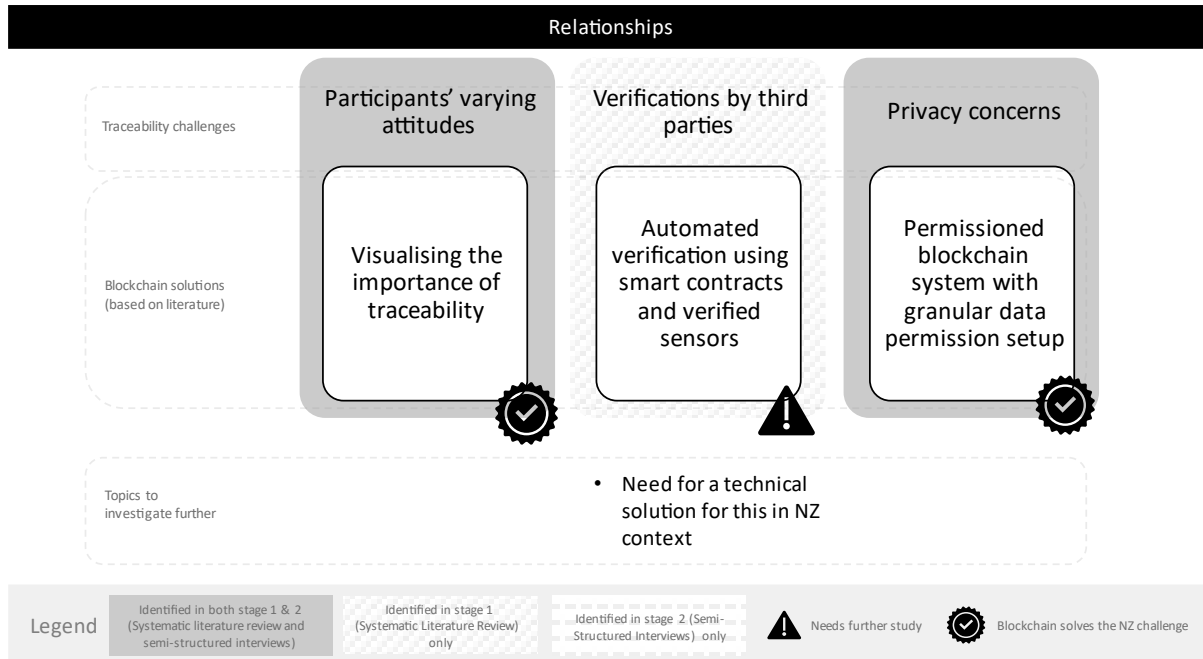 Relationships
Participants’ varying
attitudes
Verifications by third
parties
Privacy concerns
Traceability challenges
Visualising the
importance of
traceability
Automated
verification using
smart contracts
and verified
sensors
Permissioned
blockchain
system with
granular data
permission setup
Blockchain solutions
(based on literature)
Topics to
investigate further
• Need for a technical
solution for this in NZ
context
Legend
Identified in both stage 1 & 2
(Systematic literature review and
semi-structured interviews)
Identified in stage 1
(Systematic Literature Review)
only
Identified in stage 2 (Semi-
Structured Interviews) only
Needs further study
Blockchain solves the NZ challenge